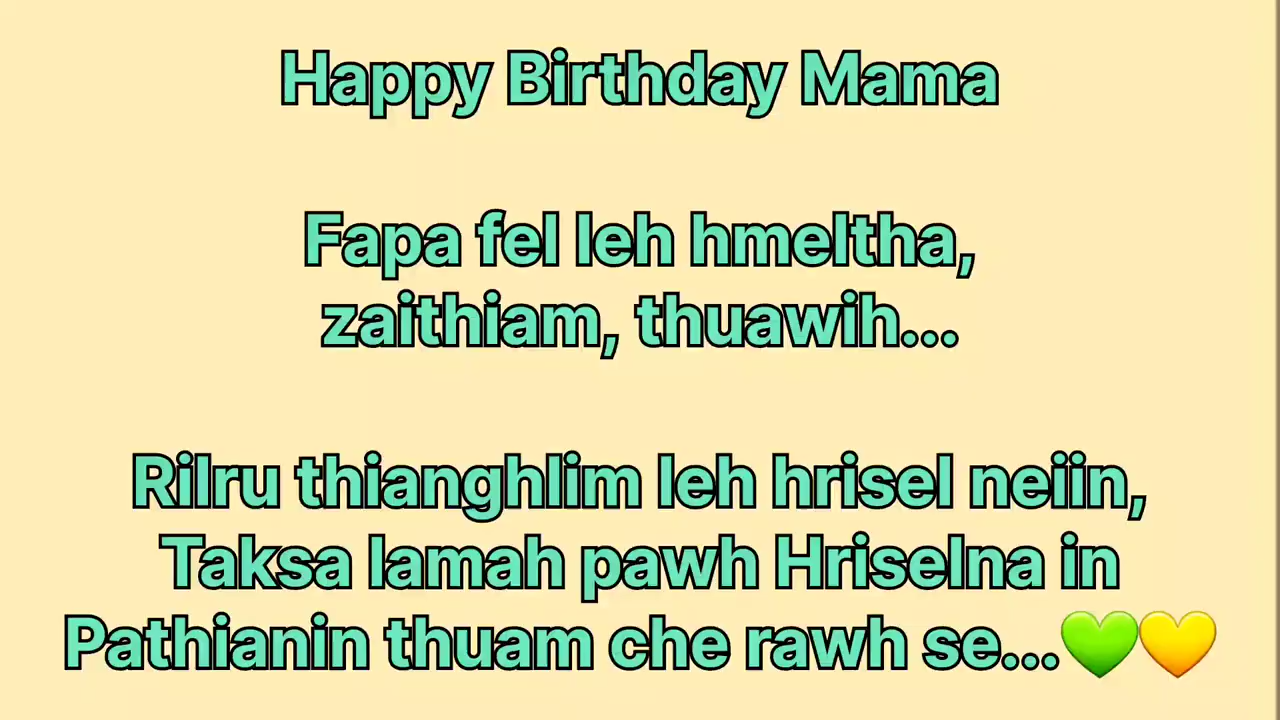 Happy Birthday Mama
Fapa fel leh hmeltha,
zaithiam, thuawih...
Rilru thianghlim leh hrisel neiin,
Taksa lamah pawh Hriselna in
Pathianin thuam che rawh se...💚💛